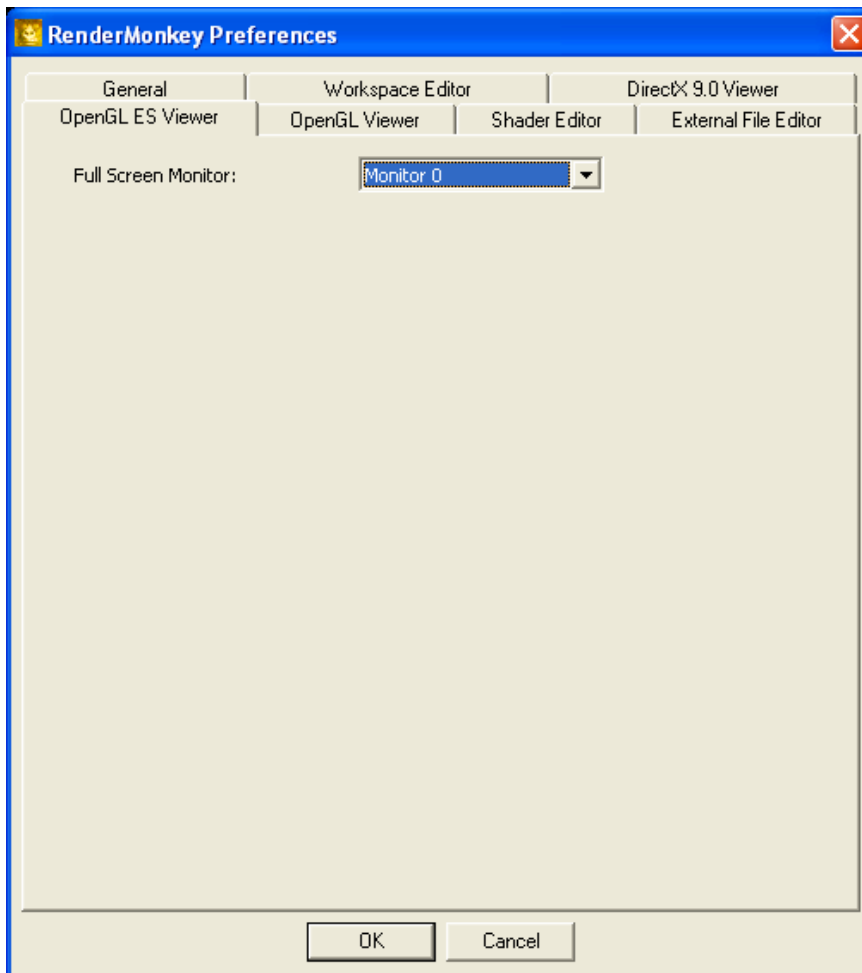 RenderMonkey Preferences
General Workspace Editor DirectX 9.0 Viewer
OpenGL ES Viewer OpenGL Viewer Shader Editor External File Editor
Full Screen Monitor: Monitor 0
OK Cancel